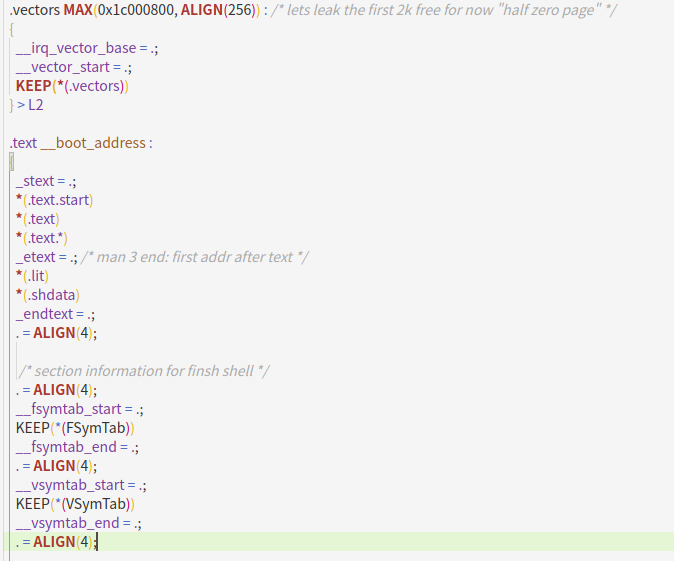 .vectors MAX(0x1c000800, ALIGN(256)) : /* lets leak the first 2k free for now "half zero page" */
{
__irq_vector_base = .;
__vector_start = .;
KEEP(*(.vectors))
} > L2
.text __boot_address :
{
_stext = .;
*(.text.start)
*(.text)
*(.text.*)
_etext = .; /* man 3 end: first addr after text */
*(.lit)
*(.shdata)
_endtext = .;
. = ALIGN(4);
/* section information for finsh shell */
. = ALIGN(4);
__fsymtab_start = .;
KEEP(*(FSymTab))
__fsymtab_end = .;
. = ALIGN(4);
__vsymtab_start = .;
KEEP(*(VSymTab))
__vsymtab_end = .;
. = ALIGN(4);